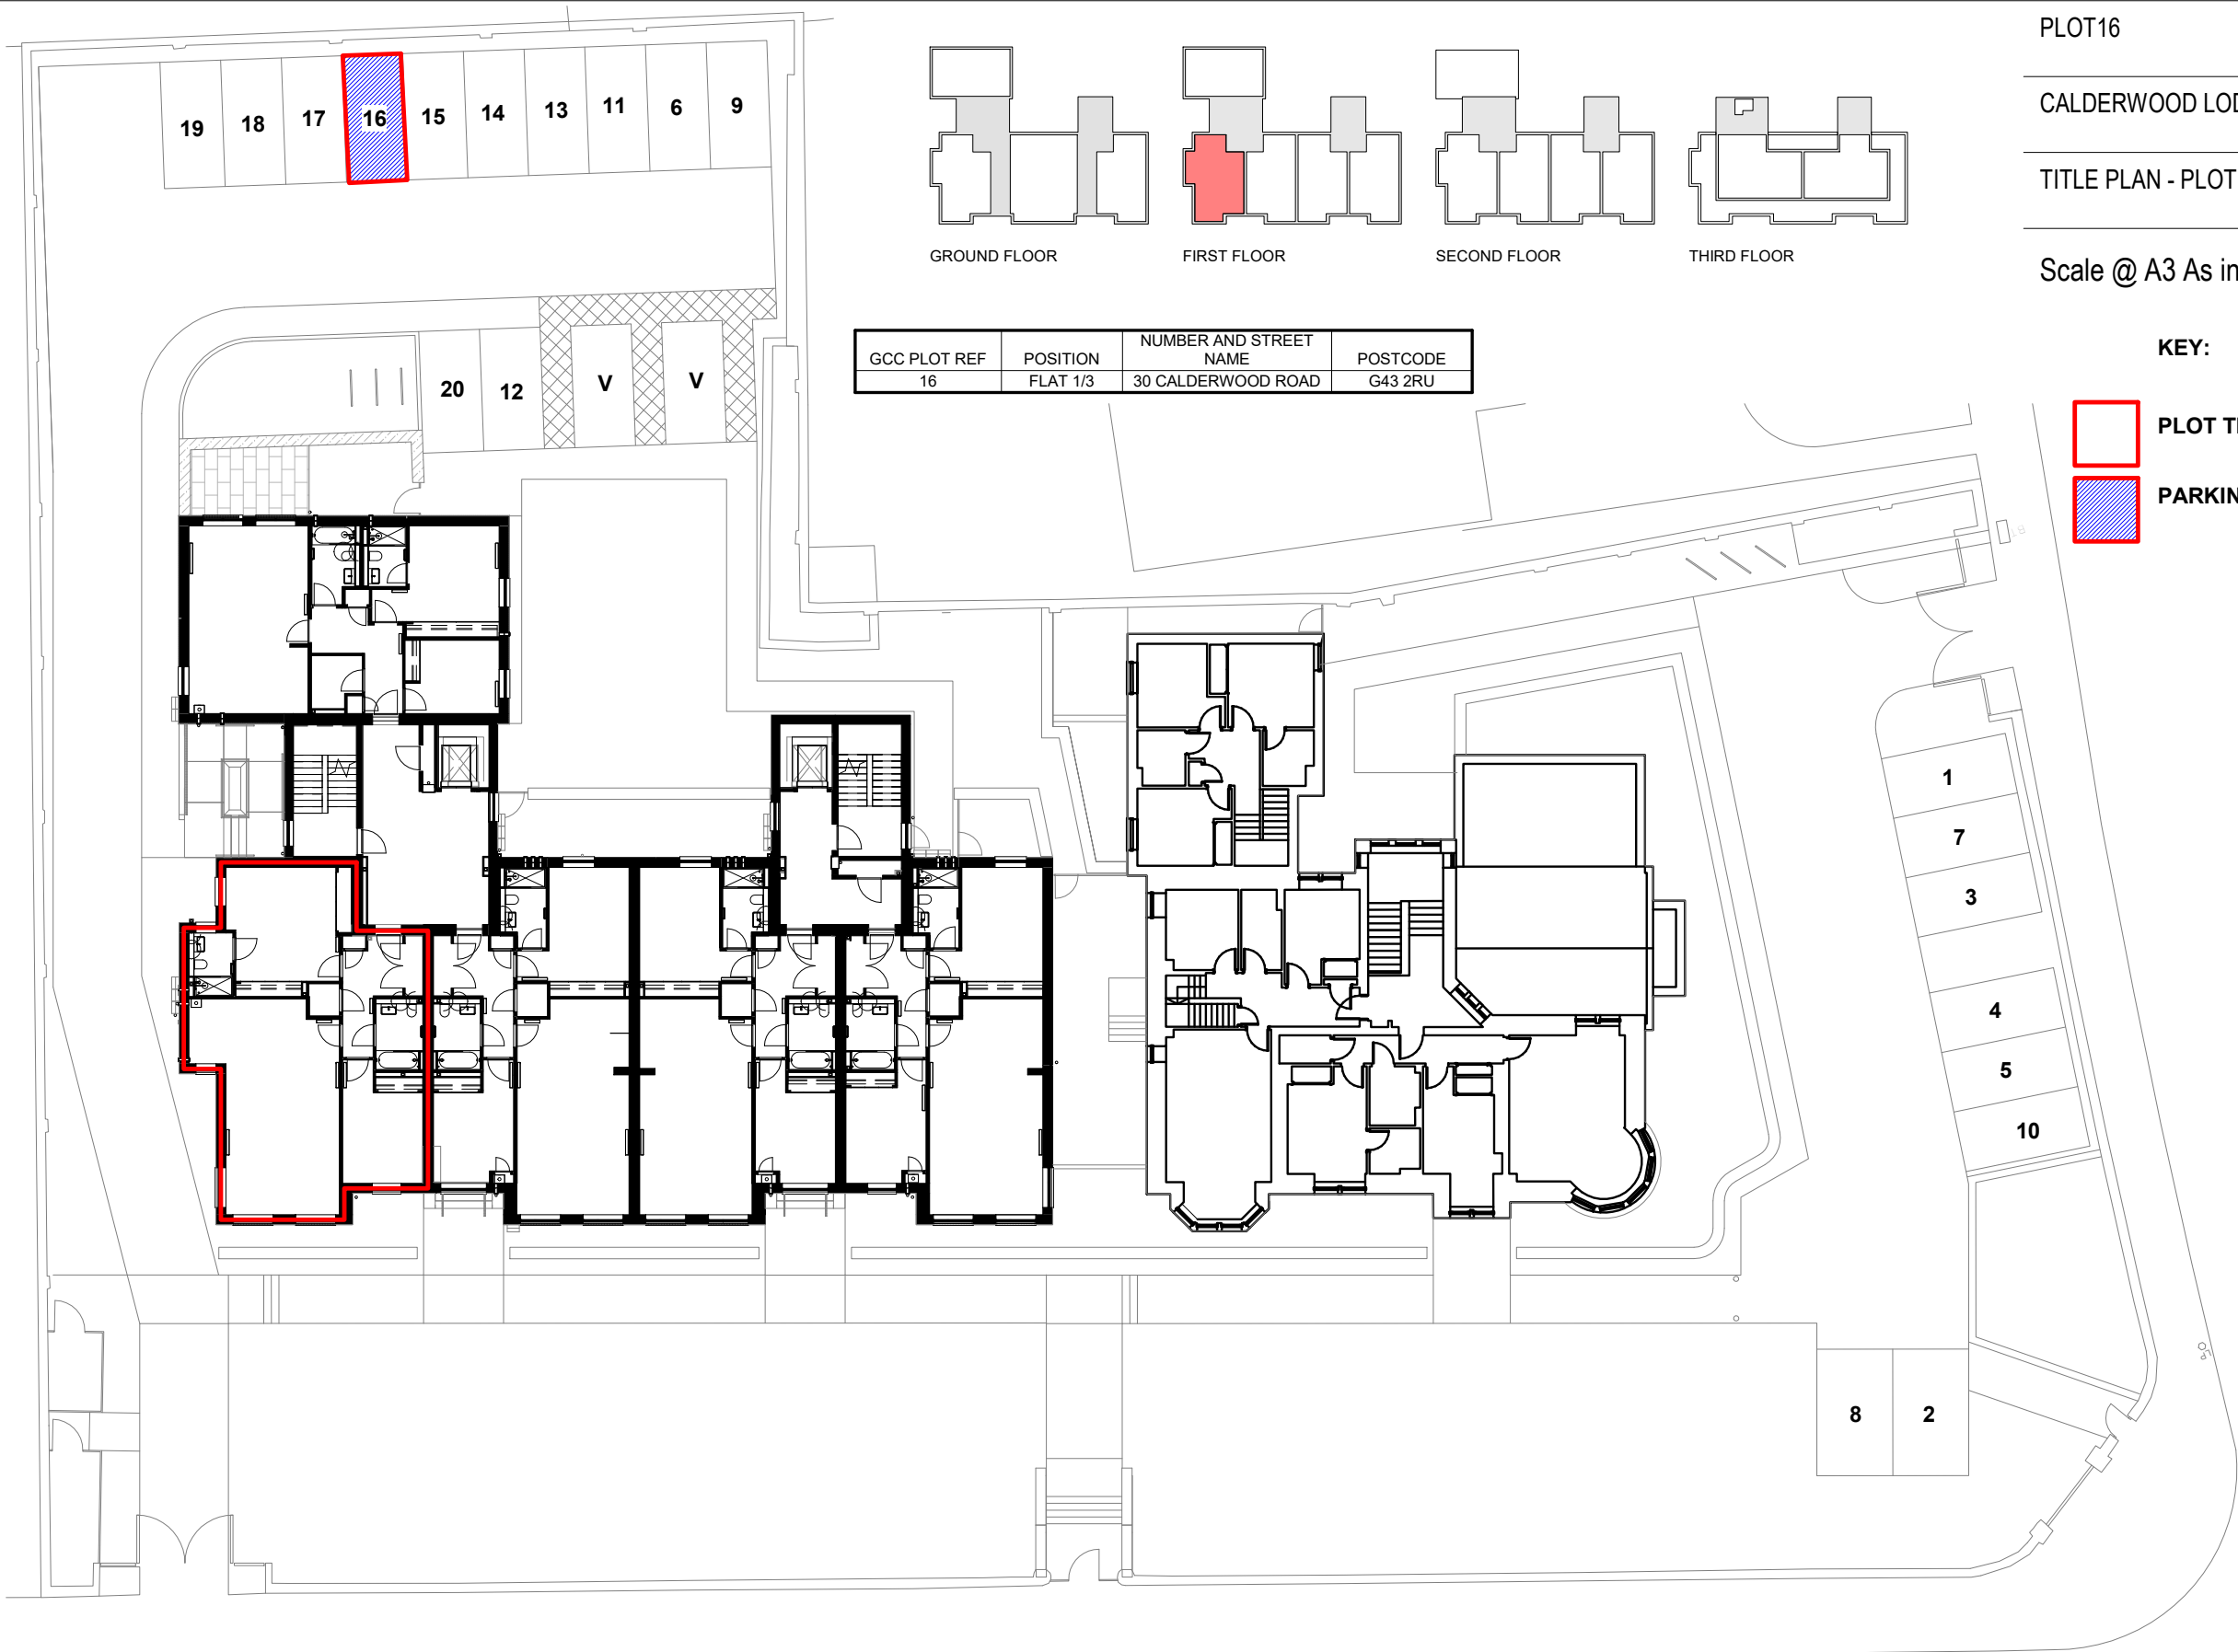 PLOT16
CALDERWOOD LOD
TITLE PLAN - PLOT
Scale @ A3 As in
KEY:
PLOT TI
PARKIN
GROUND FLOOR
FIRST FLOOR
SECOND FLOOR
THIRD FLOOR
GCC PLOT REF POSITION NUMBER AND STREET NAME POSTCODE
16 FLAT 1/3 30 CALDERWOOD ROAD G43 2RU
19 18 17 16 15 14 13 11 6 9
20 12 V V
1
7
3
4
5
10
8 2